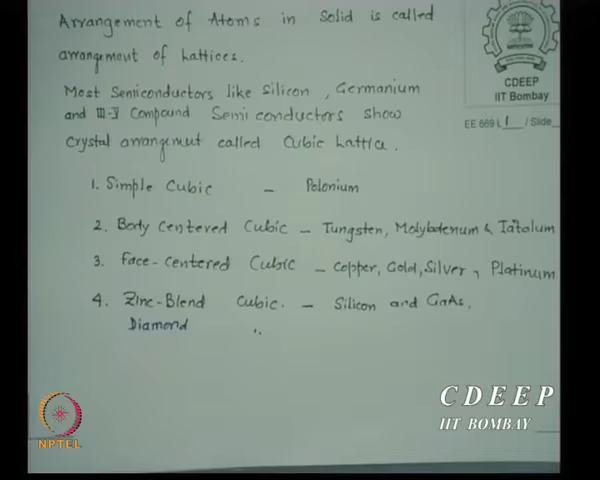 Arrangement of Atoms in Solid is called
arrangement of Lattices.
Most Semiconductors like Silicon, Germanium
and III-V Compound Semiconductors show
Crystal arrangement called Cubic Lattice.
1. Simple Cubic – Polonium
2. Body Centered Cubic – Tungsten, Molybdenum & Tatalum
3. Face-Centered Cubic – Copper, Gold, Silver, Platinum
4. Zinc-Blend Cubic. – Silicon and GaAs.
Diamond
CDEEP
IIT Bombay
EE 669 L 1 / Slide
NPTEL
CDEEP
IIT BOMBAY